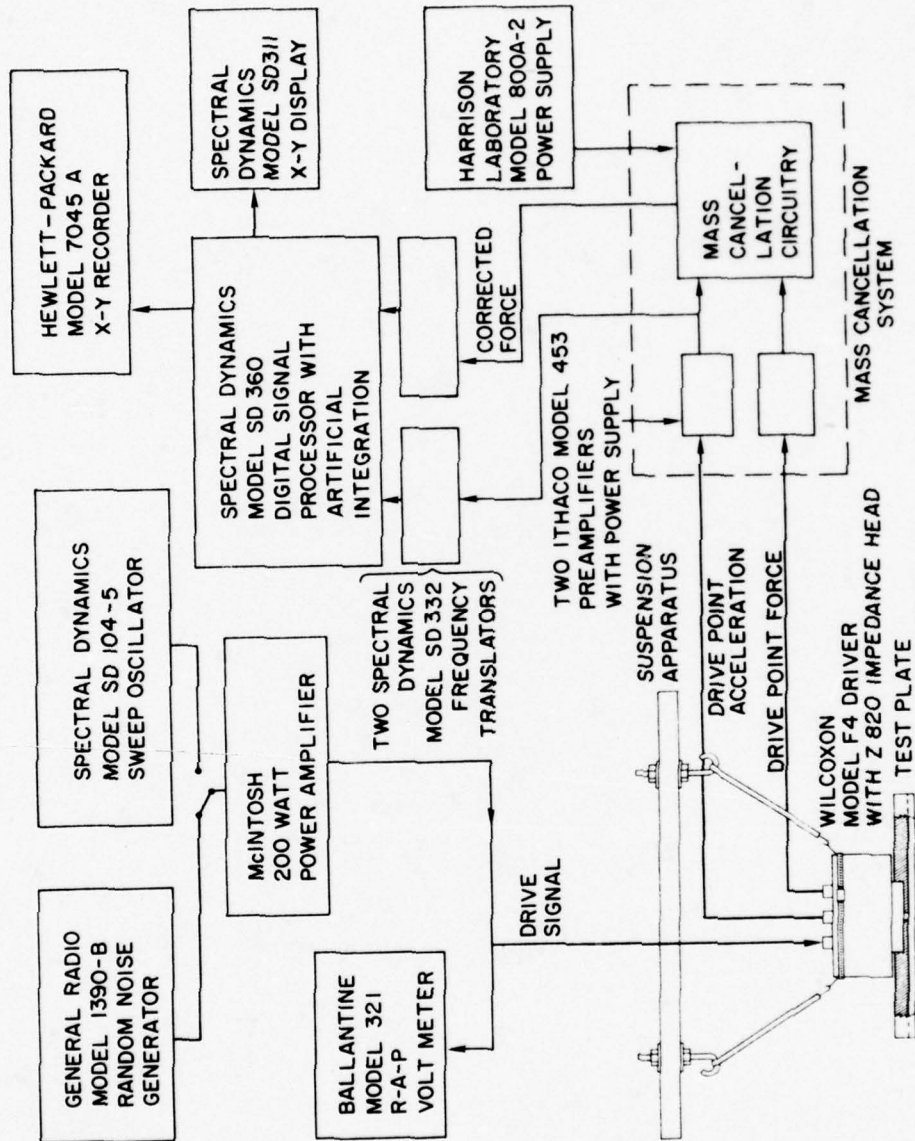 GENERAL RADIO
MODEL 1390-B
RANDOM NOISE
GENERATOR
SPECTRAL DYNAMICS
MODEL SD 104-5
SWEEP OSCILLATOR
HEWLETT-PACKARD
MODEL 7045 A
X-Y RECORDER
McINTOSH
200 WATT
POWER AMPLIFIER
SPECTRAL DYNAMICS
MODEL SD 360
DIGITAL SIGNAL
PROCESSOR WITH
ARTIFICIAL
INTEGRATION
SPECTRAL
DYNAMICS
MODEL SD311
X-Y DISPLAY
BALLANTINE
MODEL 321
R-A-P
VOLT METER
DRIVE
SIGNAL
TWO SPECTRAL
DYNAMICS
MODEL SD332
FREQUENCY
TRANSLATORS
CORRECTED
FORCE
HARRISON
LABORATORY
MODEL 800A-2
POWER SUPPLY
TWO ITHACO MODEL 453
PREAMPLIFIERS
WITH POWER SUPPLY
SUSPENSION
APPARATUS
DRIVE POINT
ACCELERATION
DRIVE POINT FORCE
MASS
CANCEL-
LATION
CIRCUITRY
MASS CANCELLATION
SYSTEM
WILCOXON
MODEL F4 DRIVER
WITH Z 820 IMPEDANCE HEAD
TEST PLATE